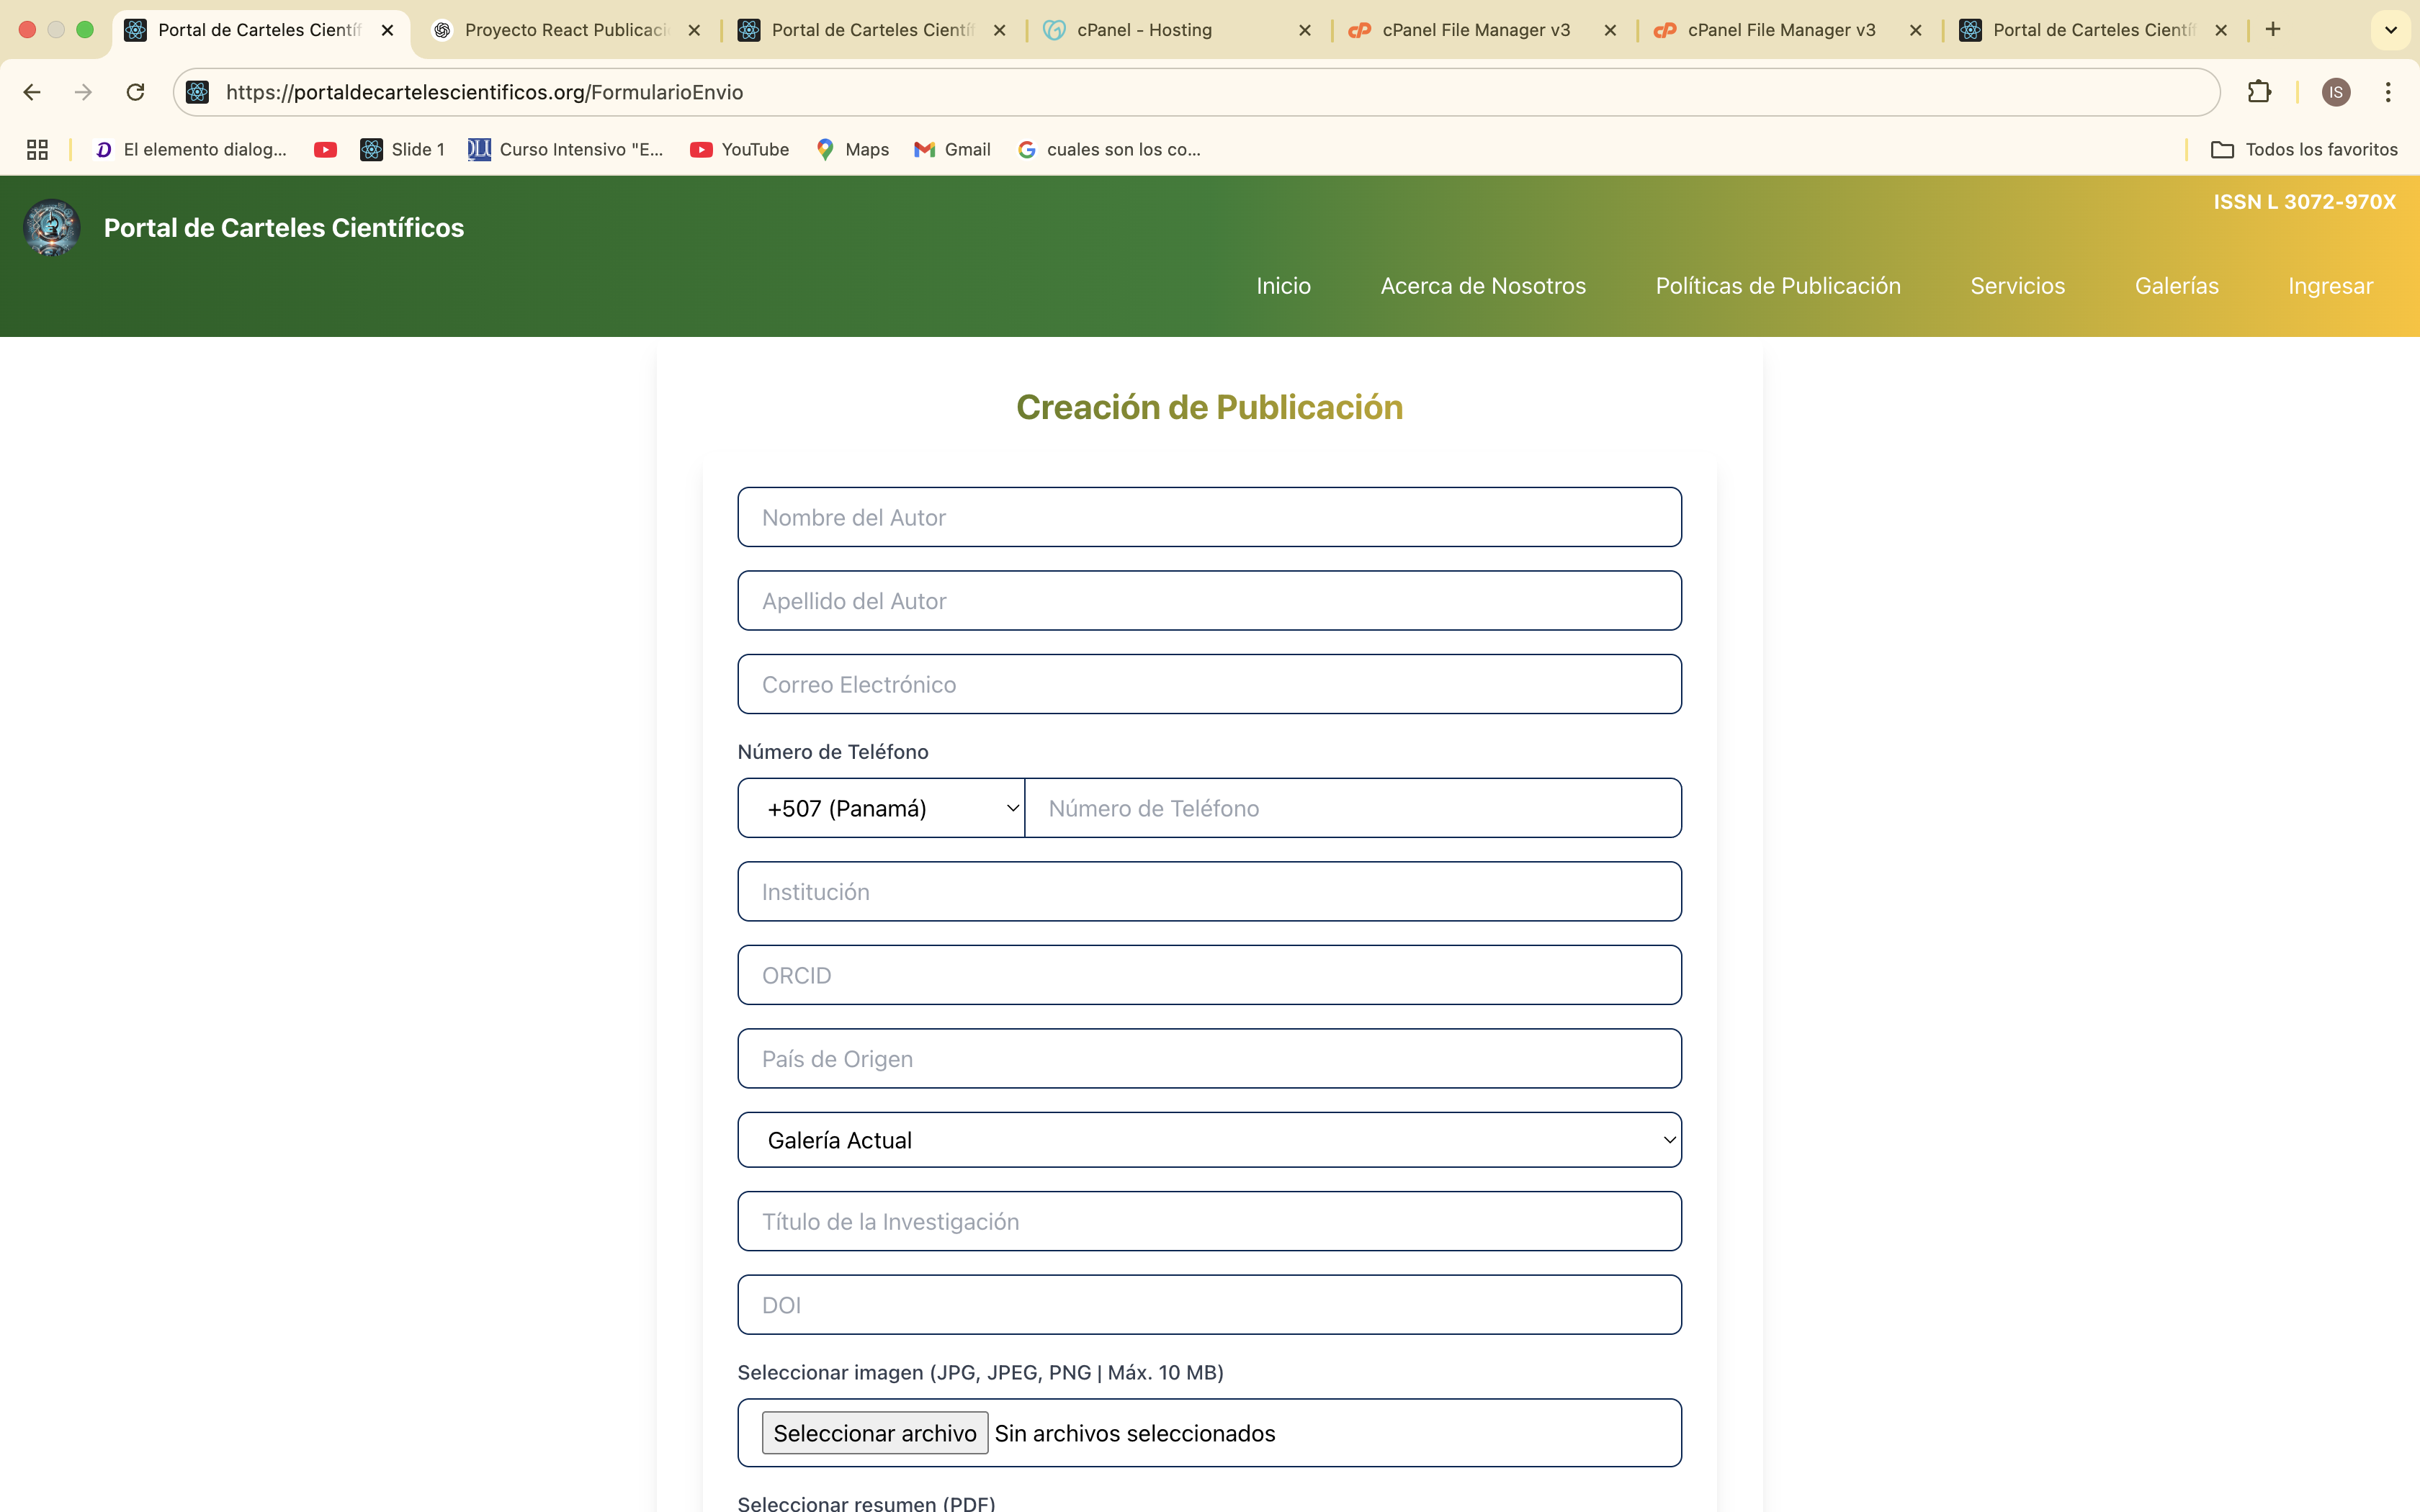 Portal de Carteles Científ
Proyecto React Publicaci
Portal de Carteles Científ
cPanel - Hosting
cPanel File Manager v3
cPanel File Manager v3
Portal de Carteles Científ
https://portaldecartelescientificos.org/FormularioEnvio
IS
El elemento dialog...
Slide 1
Curso Intensivo "E...
YouTube
Maps
Gmail
cuales son los co...
Todos los favoritos
ISSN L 3072-970X
Portal de Carteles Científicos
Inicio
Acerca de Nosotros
Políticas de Publicación
Servicios
Galerías
Ingresar
Creación de Publicación
Nombre del Autor
Apellido del Autor
Correo Electrónico
Número de Teléfono
+507 (Panamá)
Número de Teléfono
Institución
ORCID
País de Origen
Galería Actual
Título de la Investigación
DOI
Seleccionar imagen (JPG, JPEG, PNG | Máx. 10 MB)
Seleccionar archivo Sin archivos seleccionados
Seleccionar resumen (PDF)